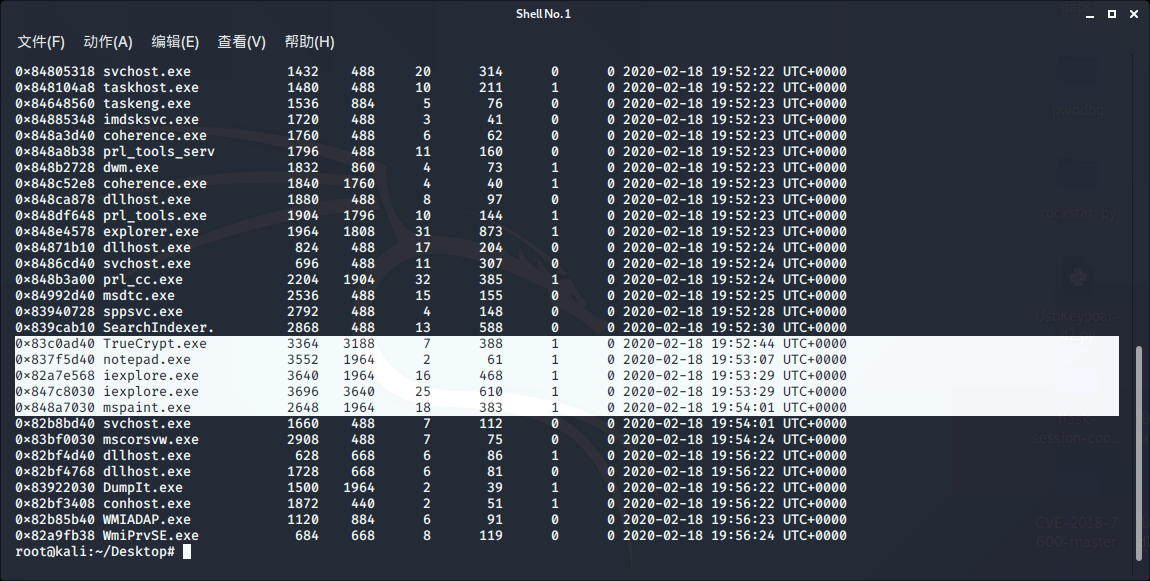 Shell No. 1
文件(F) 动作(A) 编辑(E) 查看(V) 帮助(H)
0×84805318 svchost.exe 1432 488 20 314 0 0 2020-02-18 19:52:22 UTC+0000
0×848104a8 taskhost.exe 1480 488 10 211 1 0 2020-02-18 19:52:22 UTC+0000
0×84648560 taskeng.exe 1536 884 5 76 0 0 2020-02-18 19:52:23 UTC+0000
0×84885348 imdsksvc.exe 1720 488 3 41 0 0 2020-02-18 19:52:23 UTC+0000
0×848a3d40 coherence.exe 1760 488 6 62 0 0 2020-02-18 19:52:23 UTC+0000
0×848a8b38 prl_tools_serv 1796 488 11 160 0 0 2020-02-18 19:52:23 UTC+0000
0×848b2728 dwm.exe 1832 860 4 73 1 0 2020-02-18 19:52:23 UTC+0000
0×848c52e8 coherence.exe 1840 1760 4 40 1 0 2020-02-18 19:52:23 UTC+0000
0×848ca878 dllhost.exe 1880 488 8 97 0 0 2020-02-18 19:52:23 UTC+0000
0×848df648 prl_tools.exe 1904 1796 10 144 1 0 2020-02-18 19:52:23 UTC+0000
0×848e4578 explorer.exe 1964 1808 31 873 1 0 2020-02-18 19:52:23 UTC+0000
0×84871b10 dllhost.exe 824 488 17 204 0 0 2020-02-18 19:52:24 UTC+0000
0×8486cd40 svchost.exe 696 488 11 307 0 0 2020-02-18 19:52:24 UTC+0000
0×848b3a00 prl_cc.exe 2204 1904 32 385 1 0 2020-02-18 19:52:24 UTC+0000
0×84992d40 msdtc.exe 2536 488 15 155 0 0 2020-02-18 19:52:25 UTC+0000
0×83940728 sppsvc.exe 2792 488 4 148 0 0 2020-02-18 19:52:28 UTC+0000
0×839cab10 SearchIndexer. 2868 488 13 588 0 0 2020-02-18 19:52:30 UTC+0000
0×83c0ad40 TrueCrypt.exe 3364 3188 7 388 1 0 2020-02-18 19:52:44 UTC+0000
0×837f5d40 notepad.exe 3552 1964 2 61 1 0 2020-02-18 19:53:07 UTC+0000
0×82a7e568 iexplore.exe 3640 1964 16 468 1 0 2020-02-18 19:53:29 UTC+0000
0×847c8030 iexplore.exe 3696 3640 25 610 1 0 2020-02-18 19:53:29 UTC+0000
0×848a7030 mspaint.exe 2648 1964 18 383 1 0 2020-02-18 19:54:01 UTC+0000
0×82b8bd40 svchost.exe 1660 488 7 112 0 0 2020-02-18 19:54:01 UTC+0000
0×83bf0030 mscorsvw.exe 2908 488 7 75 0 0 2020-02-18 19:54:24 UTC+0000
0×82bf4d40 dllhost.exe 628 668 6 86 1 0 2020-02-18 19:56:22 UTC+0000
0×82bf4768 dllhost.exe 1728 668 6 81 0 0 2020-02-18 19:56:22 UTC+0000
0×83922030 DumpIt.exe 1500 1964 2 39 1 0 2020-02-18 19:56:22 UTC+0000
0×82bf3408 conhost.exe 1872 440 2 51 1 0 2020-02-18 19:56:22 UTC+0000
0×82b85b40 WMIADAP.exe 1120 884 6 91 0 0 2020-02-18 19:56:23 UTC+0000
0×82a9fb38 WmiPrvSE.exe 684 668 8 119 0 0 2020-02-18 19:56:24 UTC+0000
root@kali:~/Desktop#
CVE-2018-7
600-master